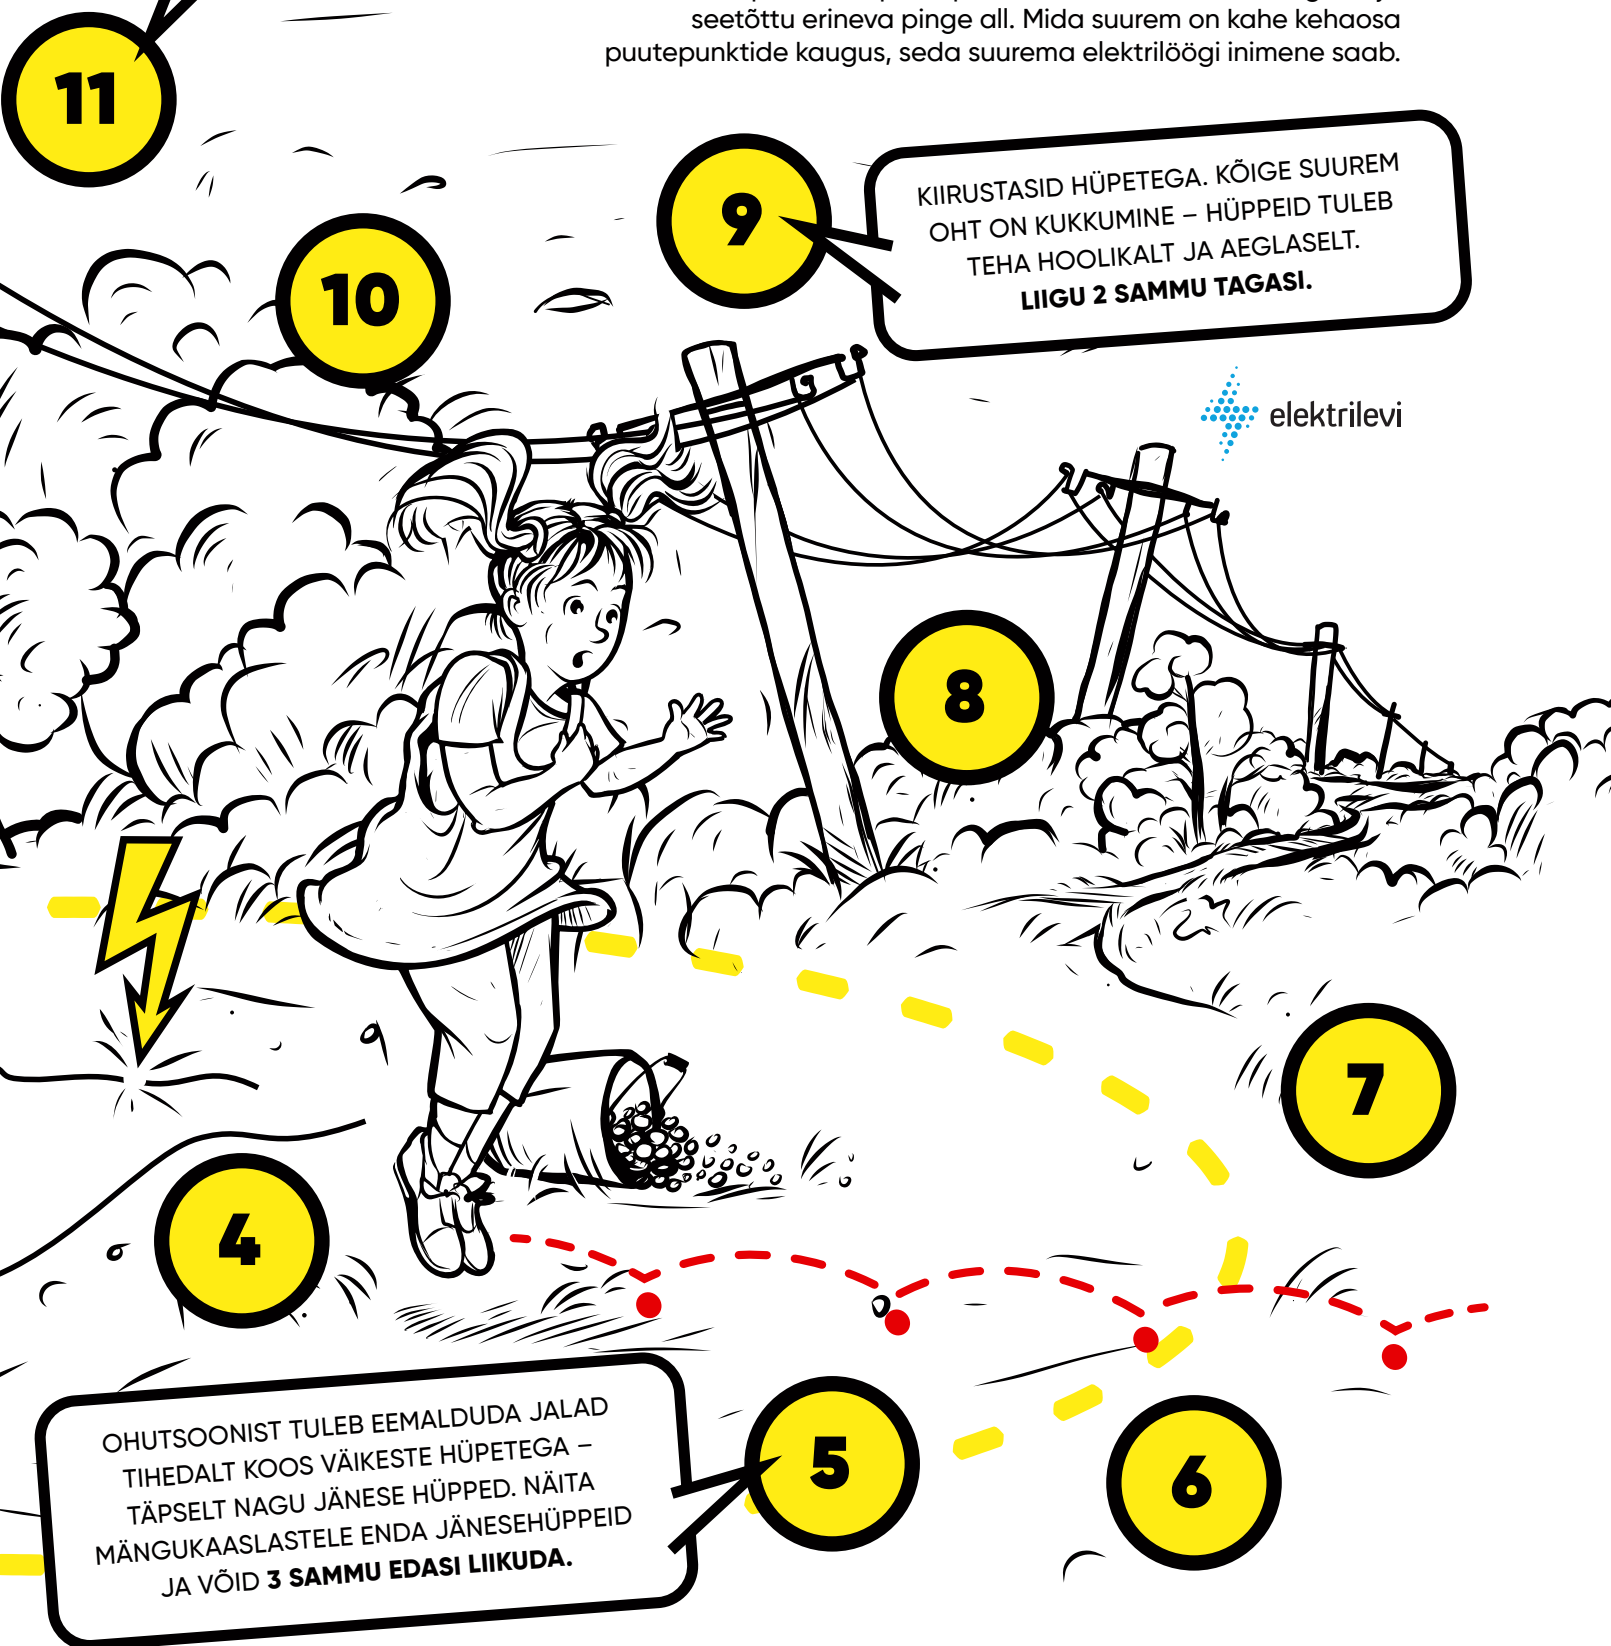 seetõttu erineva pinge all. Mida suurem on kahe kehaosa
puutepunktide kaugus, seda suurema elektrilöögi inimene saab.
11
9
KIIRUSTASID HÜPETEGA. KÕIGE SUUREM
OHT ON KUKKUMINE – HÜPPEID TULEB
TEHA HOOLIKALT JA AEGLASELT.
LIIGU 2 SAMMU TAGASI.
10
elektrilevi
8
7
4
OHUTSOONIST TULEB EEMALDUDA JALAD
TIHEDALT KOOS VÄIKESTE HÜPETEGA –
TÄPSELT NAGU JÄNESE HÜPPED. NÄITA
MÄNGUKAASLASTELE ENDA JÄNESEHÜPPEID
JA VÕID 3 SAMMU EDASI LIIKUDA.
5
6